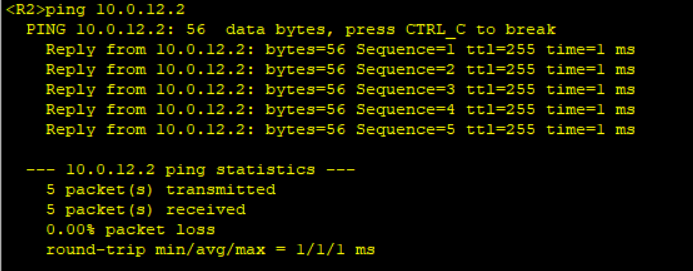 <R2>ping 10.0.12.2
PING 10.0.12.2: 56  data bytes, press CTRL_C to break
Reply from 10.0.12.2: bytes=56 Sequence=1 ttl=255 time=1 ms
Reply from 10.0.12.2: bytes=56 Sequence=2 ttl=255 time=1 ms
Reply from 10.0.12.2: bytes=56 Sequence=3 ttl=255 time=1 ms
Reply from 10.0.12.2: bytes=56 Sequence=4 ttl=255 time=1 ms
Reply from 10.0.12.2: bytes=56 Sequence=5 ttl=255 time=1 ms
--- 10.0.12.2 ping statistics ---
5 packet(s) transmitted
5 packet(s) received
0.00% packet loss
round-trip min/avg/max = 1/1/1 ms